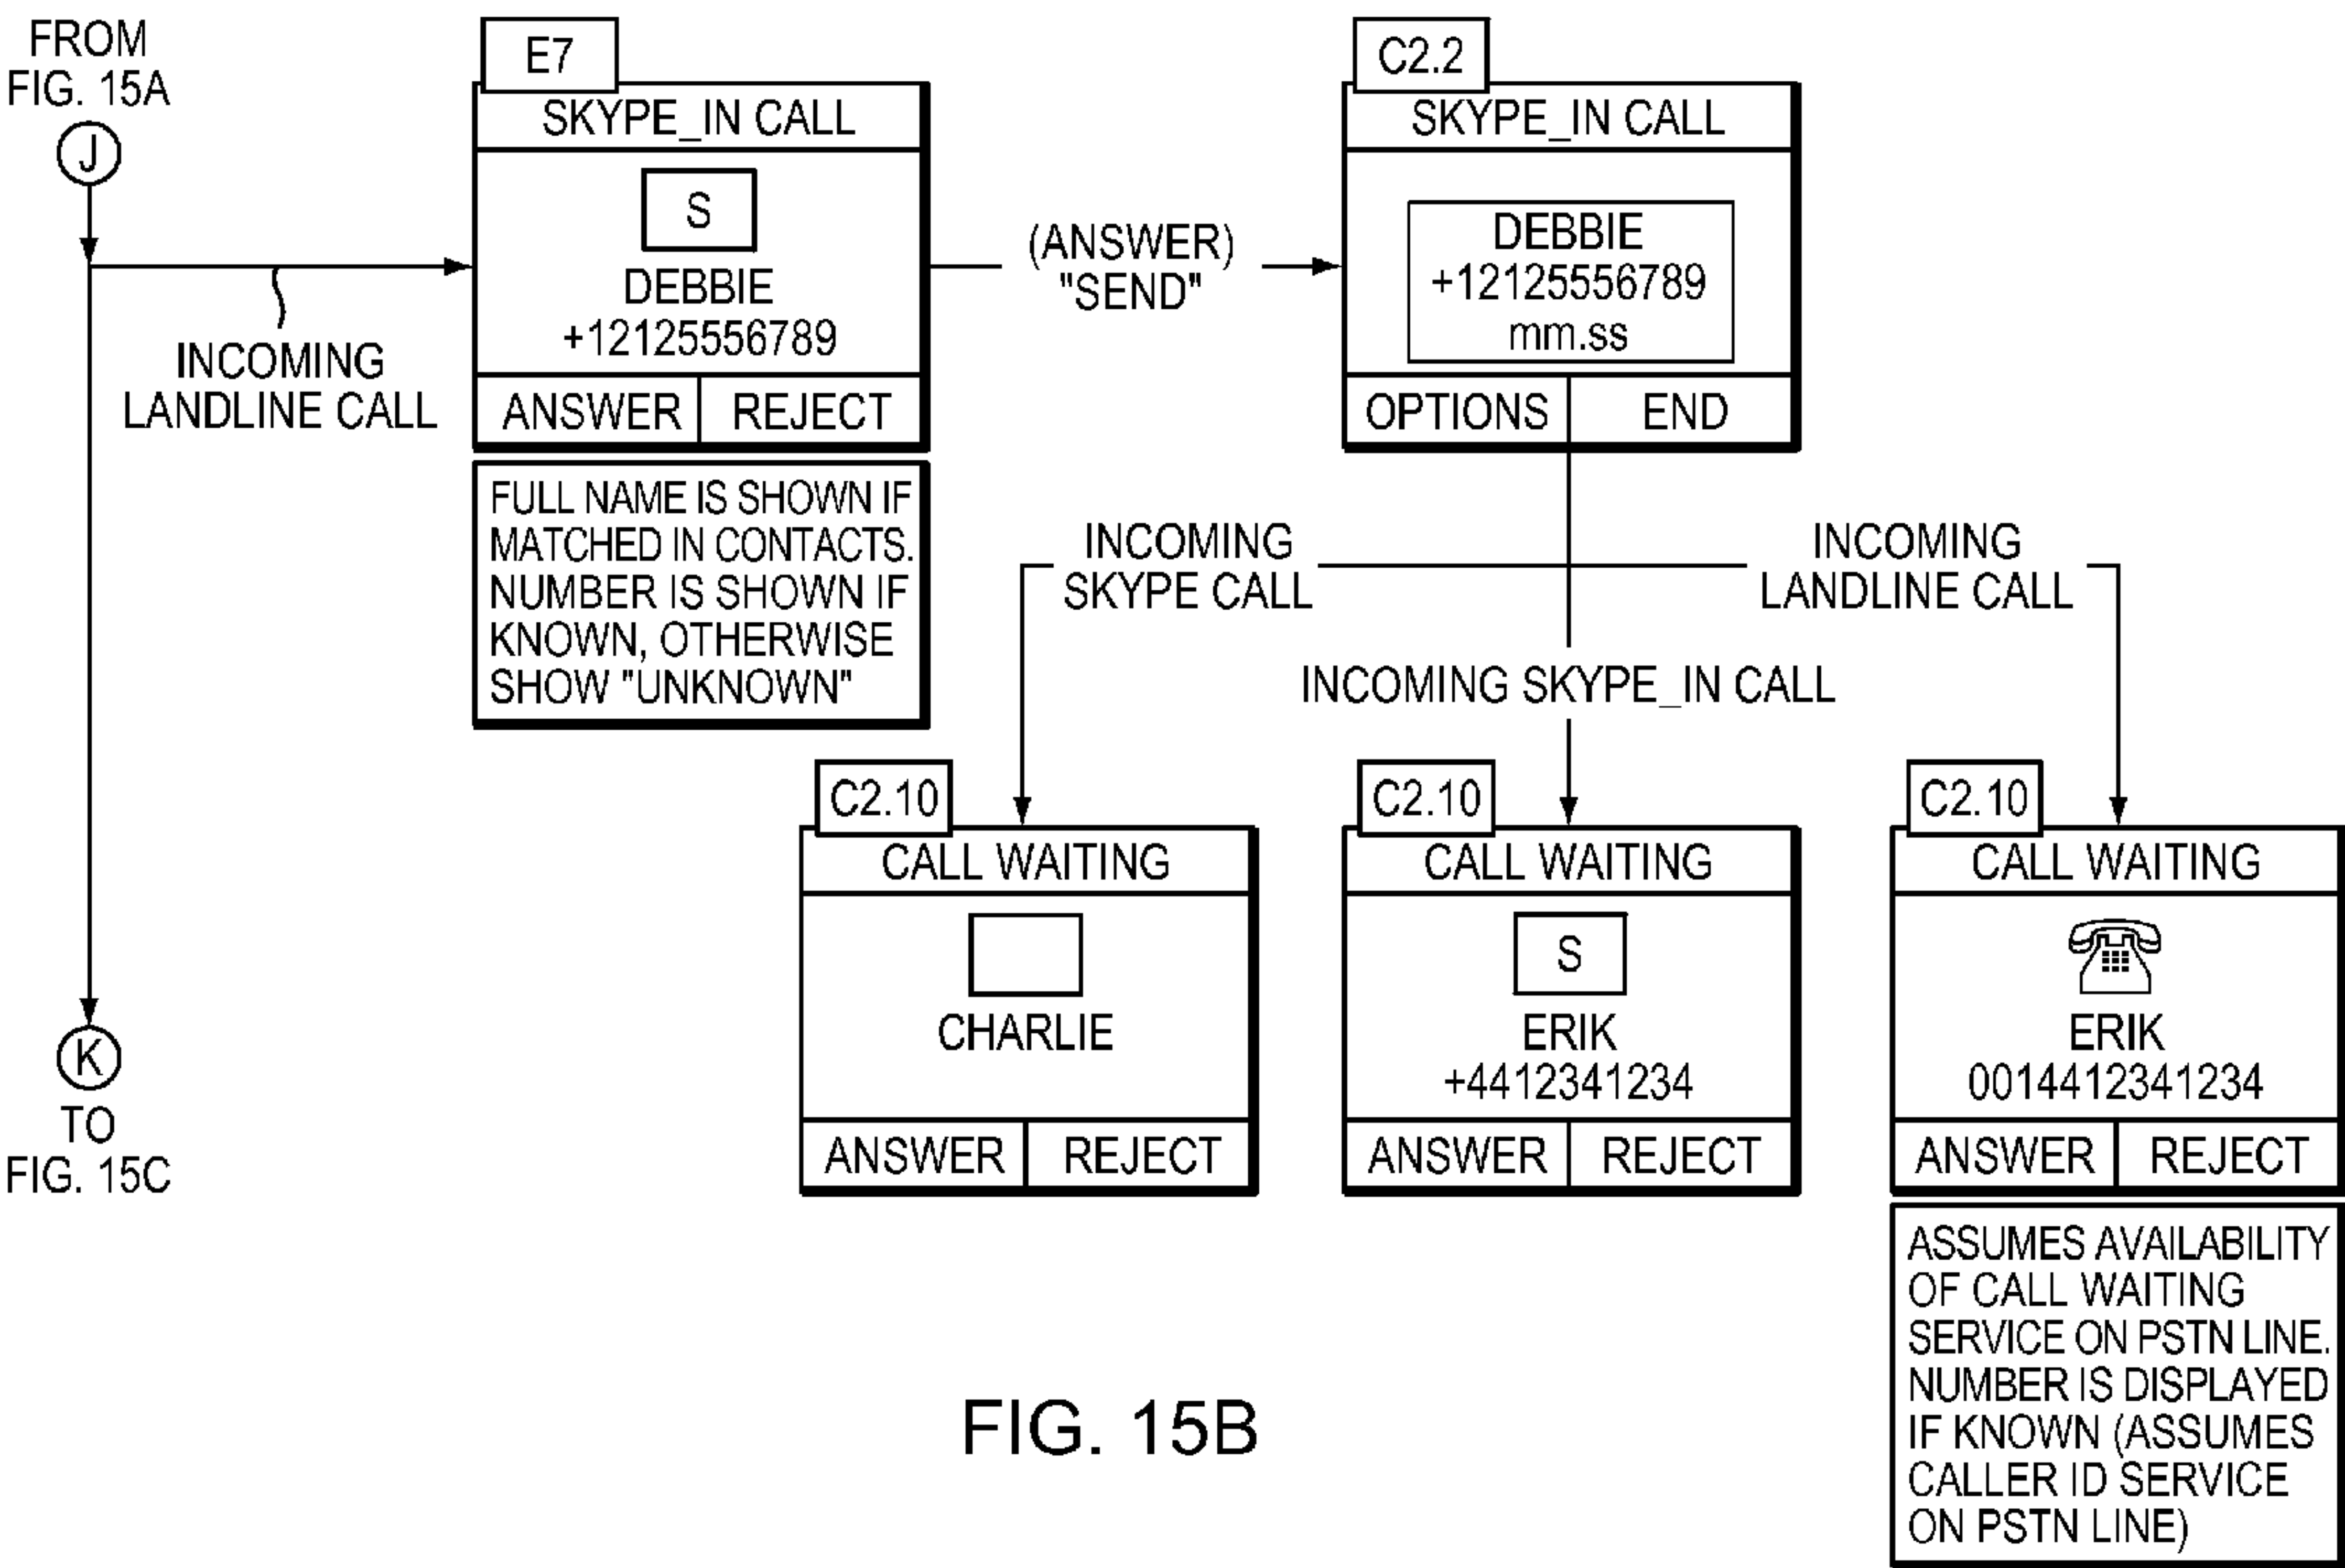 FROM
FIG. 15A
J
INCOMING
LANDLINE CALL
K
TO
FIG. 15C
E7
SKYPE_IN CALL
S
DEBBIE
+12125556789
ANSWER REJECT
FULL NAME IS SHOWN IF
MATCHED IN CONTACTS.
NUMBER IS SHOWN IF
KNOWN, OTHERWISE
SHOW "UNKNOWN"
(ANSWER)
"SEND"
C2.2
SKYPE_IN CALL
DEBBIE
+12125556789
mm.ss
OPTIONS END
INCOMING
SKYPE CALL
INCOMING SKYPE_IN CALL
INCOMING
LANDLINE CALL
C2.10
CALL WAITING
CHARLIE
ANSWER REJECT
C2.10
CALL WAITING
S
ERIK
+4412341234
ANSWER REJECT
C2.10
CALL WAITING
ERIK
0014412341234
ANSWER REJECT
ASSUMES AVAILABILITY
OF CALL WAITING
SERVICE ON PSTN LINE.
NUMBER IS DISPLAYED
IF KNOWN (ASSUMES
CALLER ID SERVICE
ON PSTN LINE)
FIG. 15B